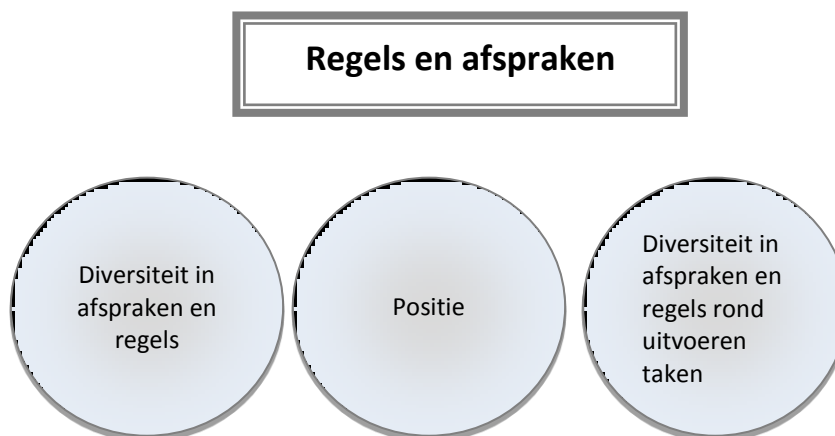 Regels en afspraken
Diversiteit in
afspraken en
regels
Positie
Diversiteit in
afspraken en
regels rond
uitvoeren
taken